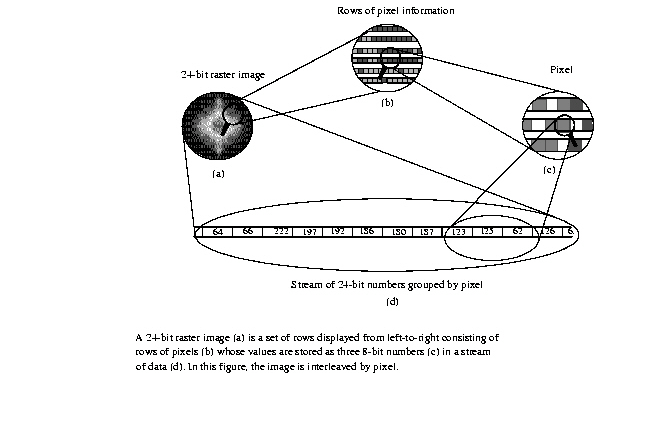 Rows of pixel information
24-bit raster image
Pixel
(b)
(a)
(c)
64 66 222 197 192 186 180 187 123 125 62 126 6
Stream of 24-bit numbers grouped by pixel
(d)
A 24-bit raster image (a) is a set of rows displayed from left-to-right consisting of
rows of pixels (b) whose values are stored as three 8-bit numbers (c) in a stream
of data (d). In this figure, the image is interleaved by pixel.